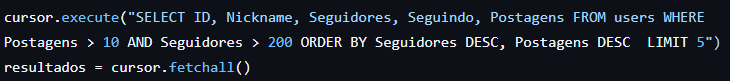 cursor.execute("SELECT ID, Nickname, Seguidores, Seguindo, Postagens FROM users WHERE
Postagens > 10 AND Seguidores > 200 ORDER BY Seguidores DESC, Postagens DESC  LIMIT 5")
resultados = cursor.fetchall()